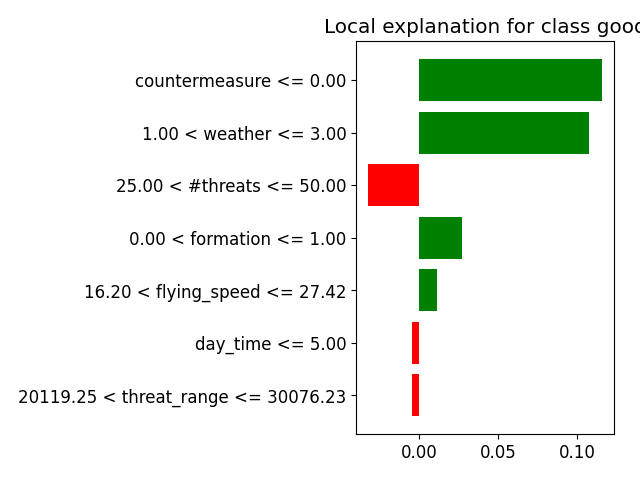 Local explanation for class good
countermeasure <= 0.00
1.00 < weather <= 3.00
25.00 < #threats <= 50.00
0.00 < formation <= 1.00
16.20 < flying_speed <= 27.42
day_time <= 5.00
20119.25 < threat_range <= 30076.23
0.00 0.05 0.10